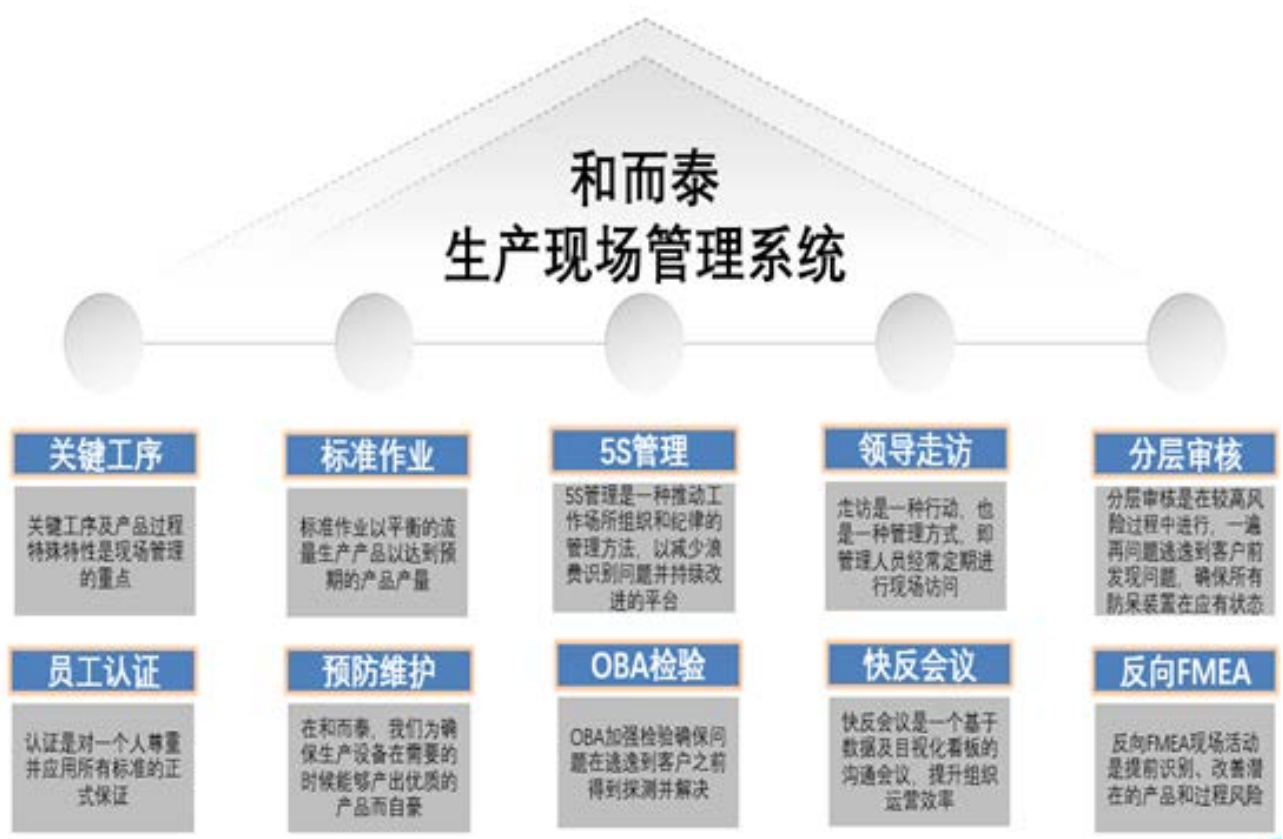 和而泰
生产现场管理系统
关键工序
关键工序及产品过程
特殊特性是现场管理
的重点
标准作业
标准作业以平衡的流
量生产产品以达到预
期的产品产量
5S管理
5S管理是一种推动工
作场所组织和纪律的
管理方法，以减少浪
费识别问题并持续改
进的平台
领导走访
走访是一种行动，也
是一种管理方式，即
管理人员经常定期进
行现场访问
分层审核
分层审核是在较高风
险过程中进行，一遍
再问题逃逸到客户前
发现问题，确保所有
防呆装置在应有状态
员工认证
认证是对一个人尊重
并应用所有标准的正
式保证
预防维护
在和而泰，我们为确
保生产设备在需要的
时候能够产出优质的
产品而自豪
OBA检验
OBA加强检验确保问
题在逃逸到客户之前
得到探测并解决
快反会议
快反会议是一个基于
数据及目视化看板的
沟通会议，提升组织
运营效率
反向FMEA
反向FMEA现场活动
是提前识别、改善潜
在的产品和过程风险